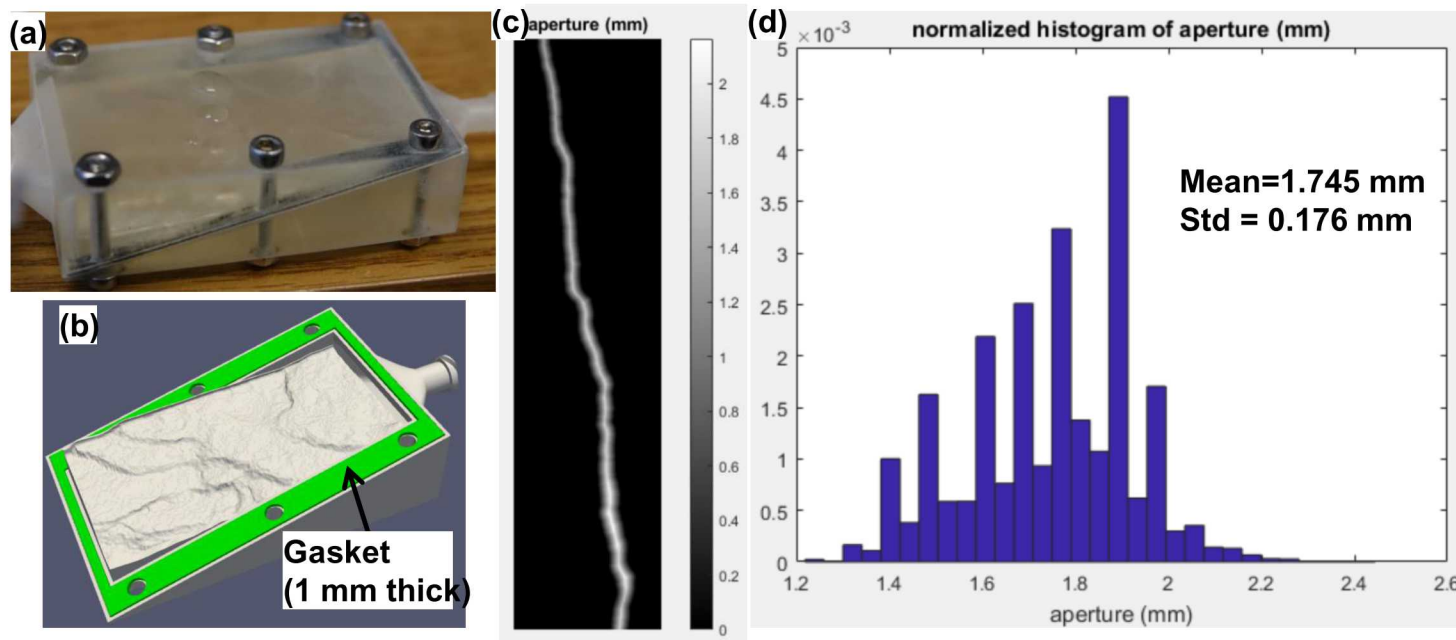 (a)
(b)
Gasket
(1 mm thick)
(c)
aperture (mm)
2
1.8
1.6
1.4
1.2
1
0.8
0.6
0.4
0.2
0
(d)
normalized histogram of aperture (mm)
×10-3
5
4.5
4
3.5
3
2.5
2
1.5
1
0.5
0
Mean=1.745 mm
Std = 0.176 mm
1.2 1.4 1.6 1.8 2 2.2 2.4 2.6
aperture (mm)